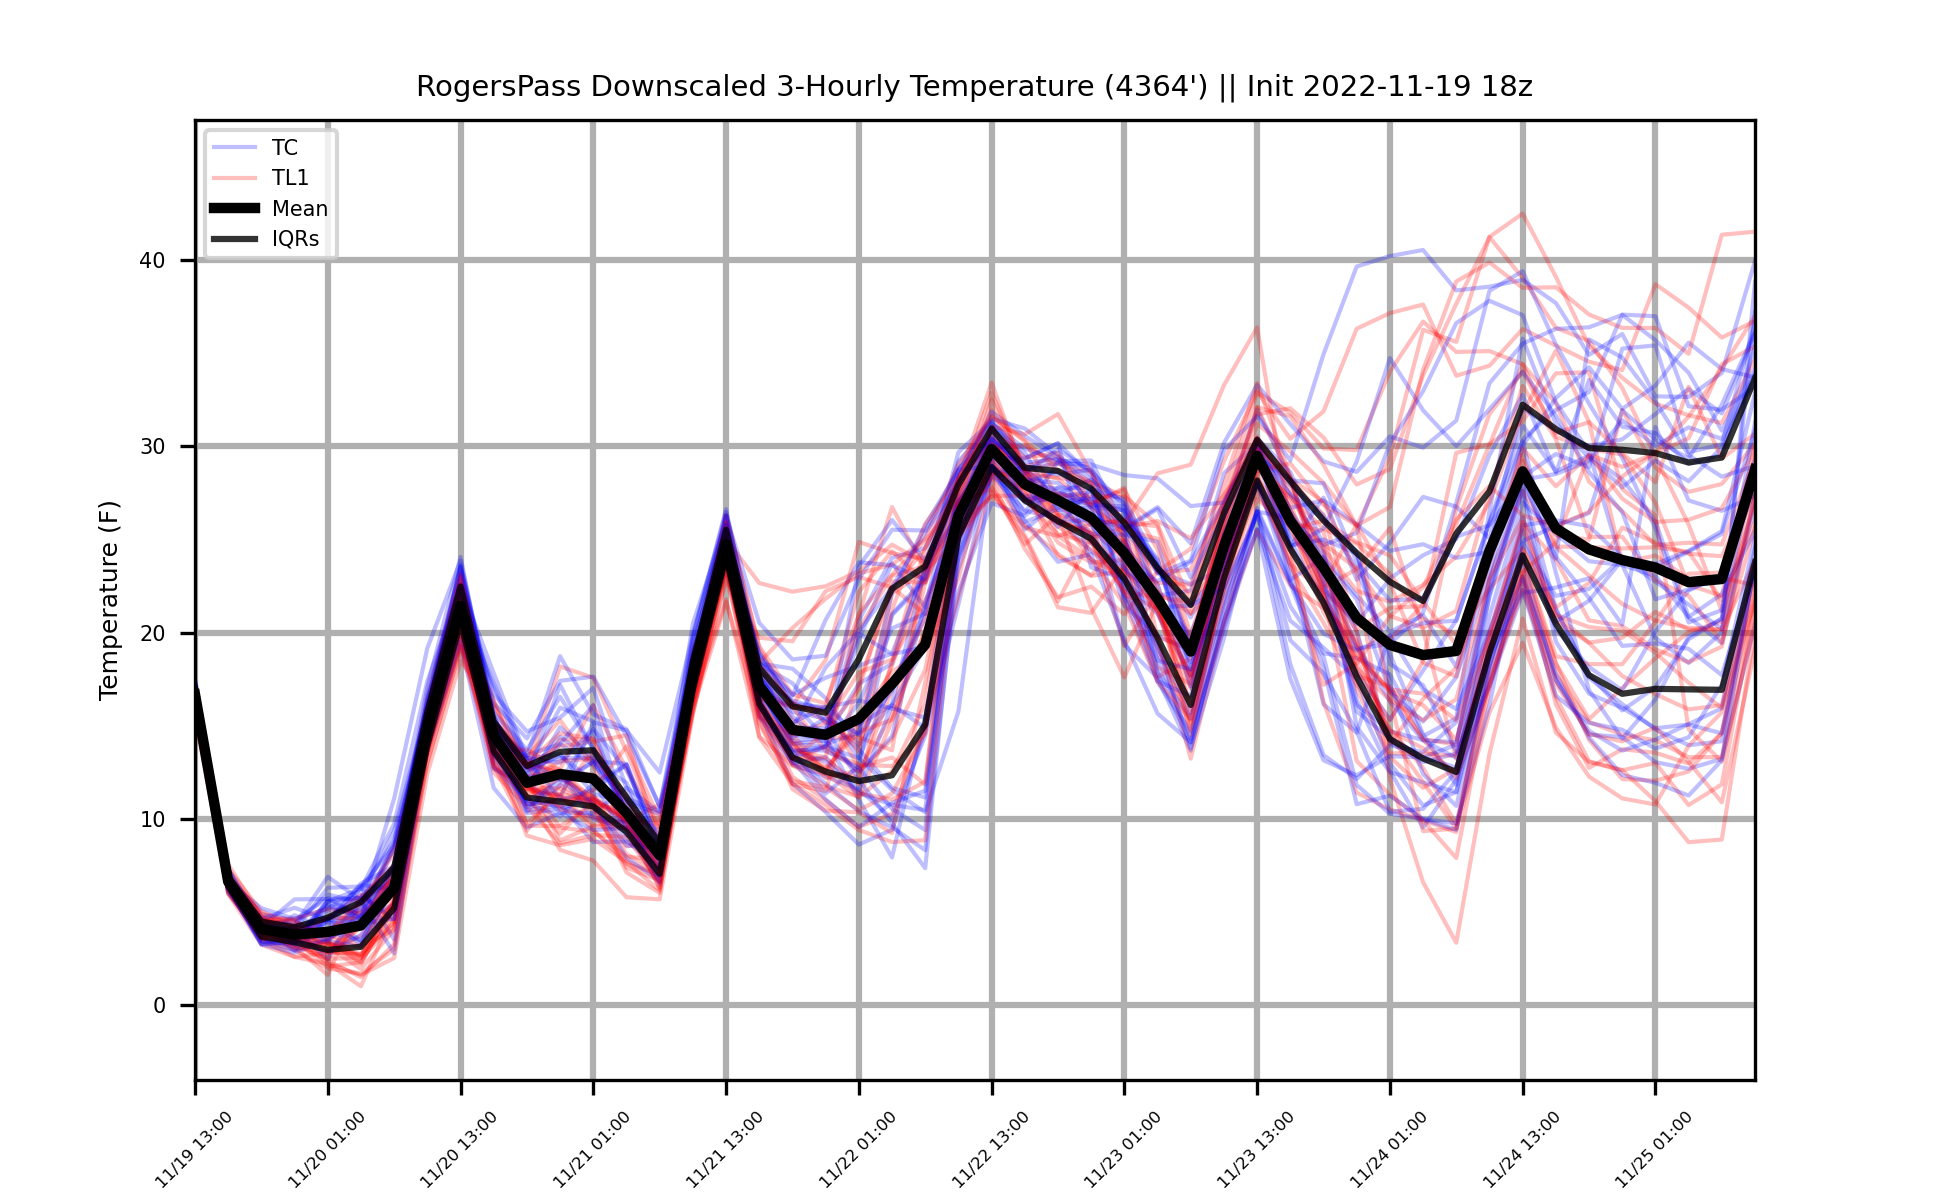 RogersPass Downscaled 3-Hourly Temperature (4364') || Init 2022-11-19 18z
TC
TL1
Mean
IQRs
Temperature (F)
40
30
20
10
0
11/19 13:00
11/20 01:00
11/20 13:00
11/21 01:00
11/21 13:00
11/22 01:00
11/22 13:00
11/23 01:00
11/23 13:00
11/24 01:00
11/24 13:00
11/25 01:00